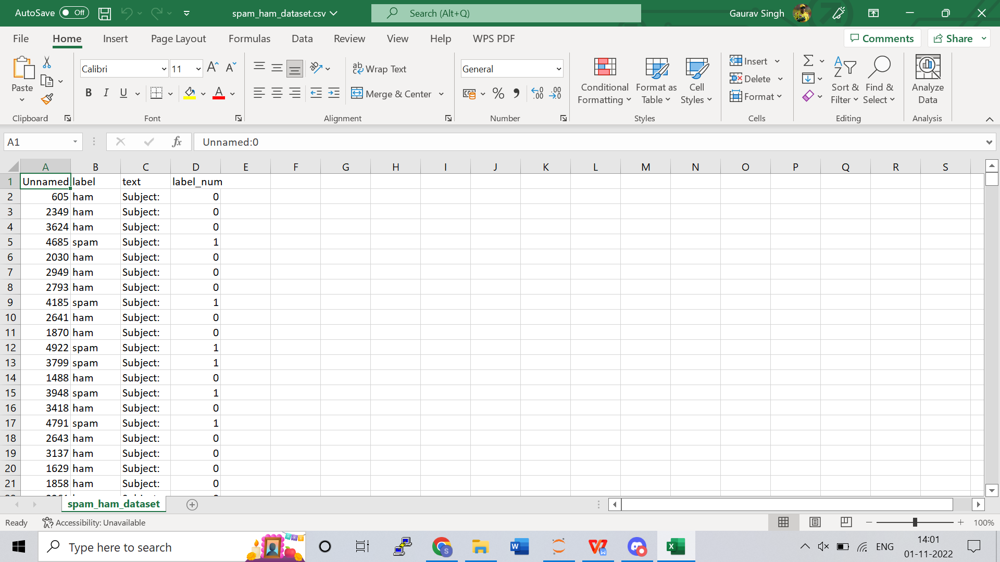 AutoSave Off spam_ham_dataset.csv Search (Alt+Q) Gaurav Singh
File Home Insert Page Layout Formulas Data Review View Help WPS PDF Comments Share
Paste
Clipboard
Calibri 11
B I U A
Font
Wrap Text
Merge & Center
Alignment
General
Number
Conditional Formatting
Format as Table
Cell Styles
Styles
Insert
Delete
Format
Cells
Sort & Filter
Find & Select
Editing
Analyze Data
Analysis
A1 fx Unnamed:0
A B C D E F G H I J K L M N O P Q R S
1 Unnamed label text label_num
2 605 ham Subject: 0
3 2349 ham Subject: 0
4 3624 ham Subject: 0
5 4685 spam Subject: 1
6 2030 ham Subject: 0
7 2949 ham Subject: 0
8 2793 ham Subject: 0
9 4185 spam Subject: 1
10 2641 ham Subject: 0
11 1870 ham Subject: 0
12 4922 spam Subject: 1
13 3799 spam Subject: 1
14 1488 ham Subject: 0
15 3948 spam Subject: 1
16 3418 ham Subject: 0
17 4791 spam Subject: 1
18 2643 ham Subject: 0
19 3137 ham Subject: 0
20 1629 ham Subject: 0
21 1858 ham Subject: 0
spam_ham_dataset
Ready Accessibility: Unavailable 100%
Type here to search ENG 14:01
01-11-2022